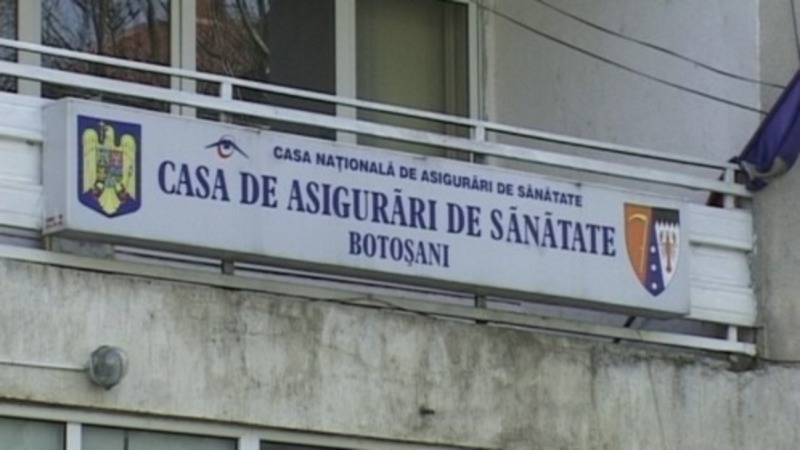 CASA NAȚIONALĂ DE ASIGURĂRI DE SĂNĂTATE
CASA DE ASIGURĂRI DE SĂNĂTATE
BOTOȘANI